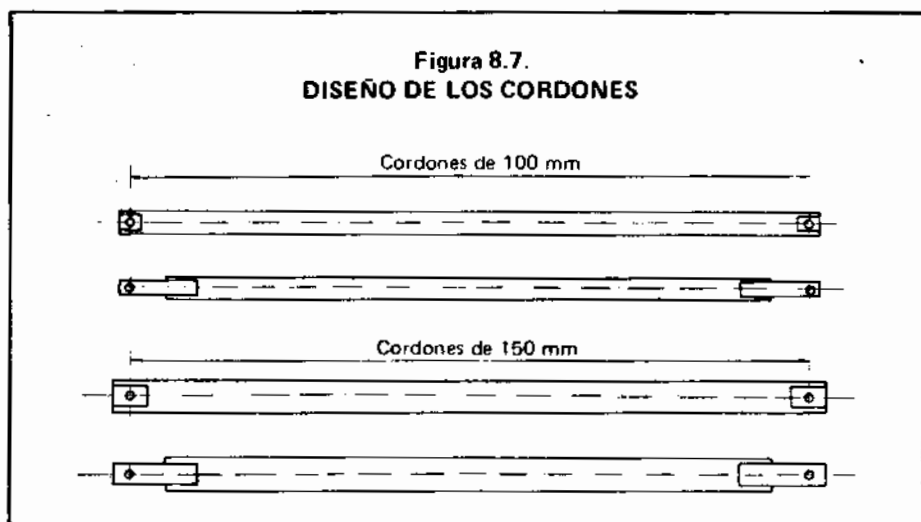 Figura 8.7.
DISEÑO DE LOS CORDONES
Cordones de 100 mm
Cordones de 150 mm